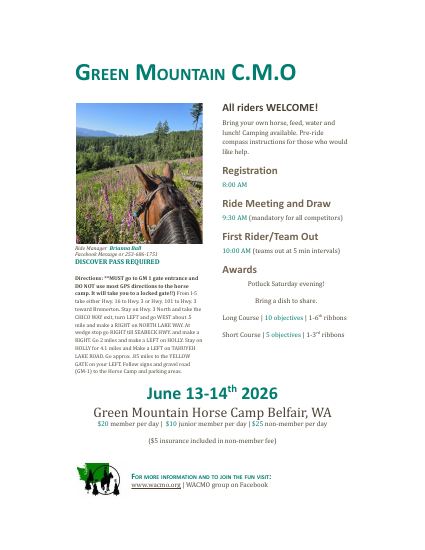 GREEN MOUNTAIN C.M.O
All riders WELCOME!
Bring your own horse, feed, water and
lunch! Camping available. Pre-ride
compass instructions for those who would
like help.
Registration
8:00 AM
Ride Meeting and Draw
9:30 AM (mandatory for all competitors)
First Rider/Team Out
10:00 AM (teams out at 5 min intervals)
Awards
Potluck Saturday evening!
Bring a dish to share.
Long Course | 10 objectives | 1-6th ribbons
Short Course | 5 objectives | 1-3rd ribbons
Ride Manager Brianna Ball
Facebook Message or 253-686-1751
DISCOVER PASS REQUIRED
Directions: **MUST go to GM 1 gate entrance and
DO NOT use most GPS directions to the horse
camp. It will take you to a locked gate!!) From I-5
take either Hwy. 16 to Hwy. 3 or Hwy. 101 to Hwy. 3
toward Bremerton. Stay on Hwy. 3 North and take the
CHICO WAY exit, turn LEFT and go WEST about .5
mile and make a RIGHT on NORTH LAKE WAY. At
wedge stop go RIGHT till SEABECK HWY. and make a
RIGHT. Go 2 miles and make a LEFT on HOLLY. Stay on
HOLLY for 4.1 miles and Make a LEFT on TAHUYEH
LAKE ROAD. Go approx. .85 miles to the YELLOW
GATE on your LEFT. Follow signs and gravel road
(GM-1) to the Horse Camp and parking areas.
June 13-14th 2026
Green Mountain Horse Camp Belfair, WA
$20 member per day | $10 junior member per day | $25 non-member per day
($5 insurance included in non-member fee)
FOR MORE INFORMATION AND TO JOIN THE FUN VISIT:
www.wacmo.org | WACMO group on Facebook